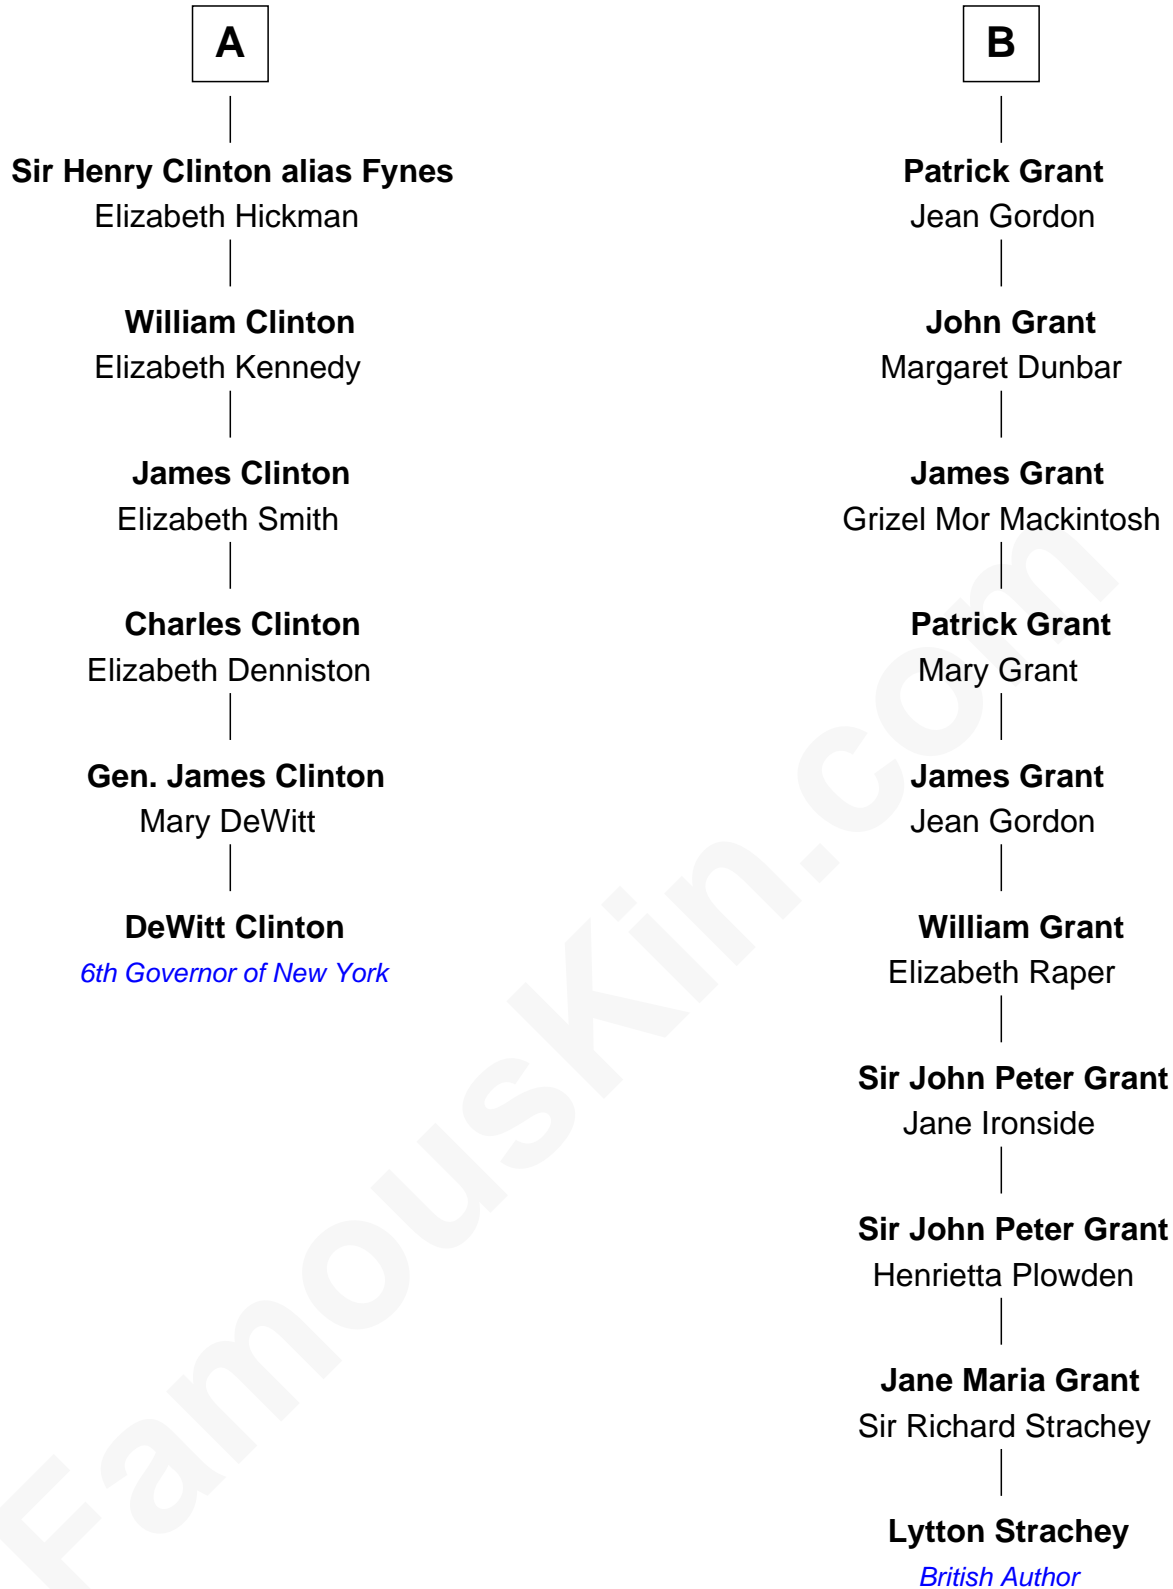 A
Sir Henry Clinton alias Fynes
Elizabeth Hickman
William Clinton
Elizabeth Kennedy
James Clinton
Elizabeth Smith
Charles Clinton
Elizabeth Denniston
Gen. James Clinton
Mary DeWitt
DeWitt Clinton
6th Governor of New York
B
Patrick Grant
Jean Gordon
John Grant
Margaret Dunbar
James Grant
Grizel Mor Mackintosh
Patrick Grant
Mary Grant
James Grant
Jean Gordon
William Grant
Elizabeth Raper
Sir John Peter Grant
Jane Ironside
Sir John Peter Grant
Henrietta Plowden
Jane Maria Grant
Sir Richard Strachey
Lytton Strachey
British Author
FamousKin.com